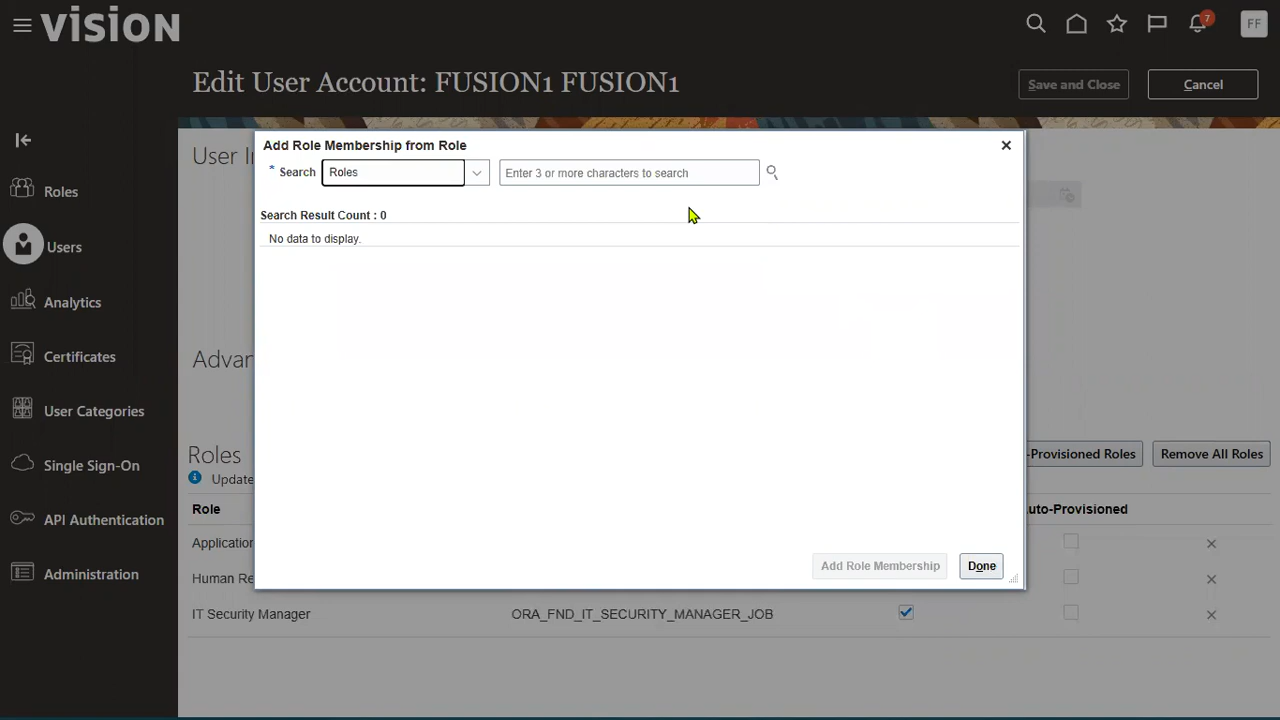 vision
7
FF
Edit User Account: FUSION1 FUSION1
Save and Close
Cancel
Roles
Users
Analytics
Certificates
User Categories
Single Sign-On
API Authentication
Administration
User I
Add Role Membership from Role
* Search
Roles
Enter 3 or more characters to search
Search Result Count : 0
No data to display.
Add Role Membership
Done
Advan
Roles
-Provisioned Roles
Remove All Roles
Update
Role
uto-Provisioned
Application
Human Re
IT Security Manager
ORA_FND_IT_SECURITY_MANAGER_JOB